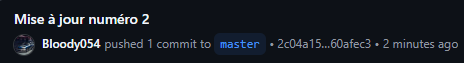 Mise à jour numéro 2
Bloody054 pushed 1 commit to master • 2c04a15...60afec3 • 2 minutes ago